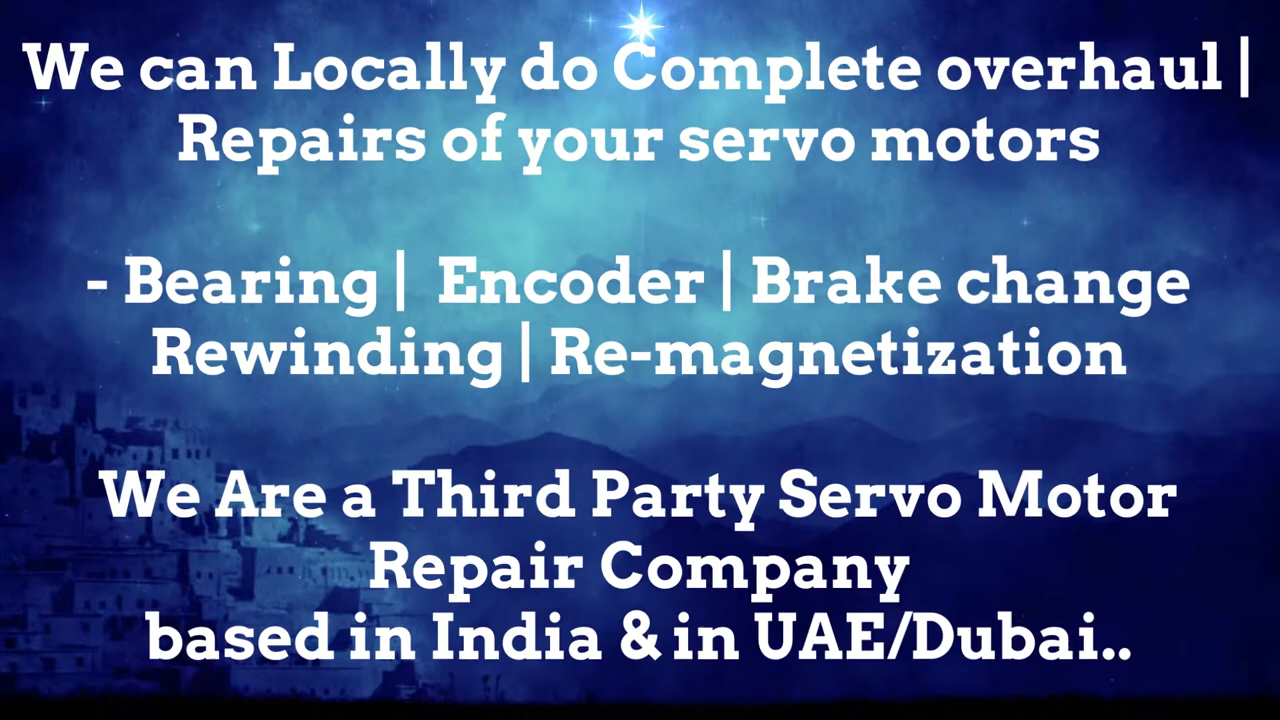 We can Locally do Complete overhaul |
Repairs of your servo motors
- Bearing | Encoder | Brake change
Rewinding | Re-magnetization
We Are a Third Party Servo Motor
Repair Company
based in India & in UAE/Dubai..